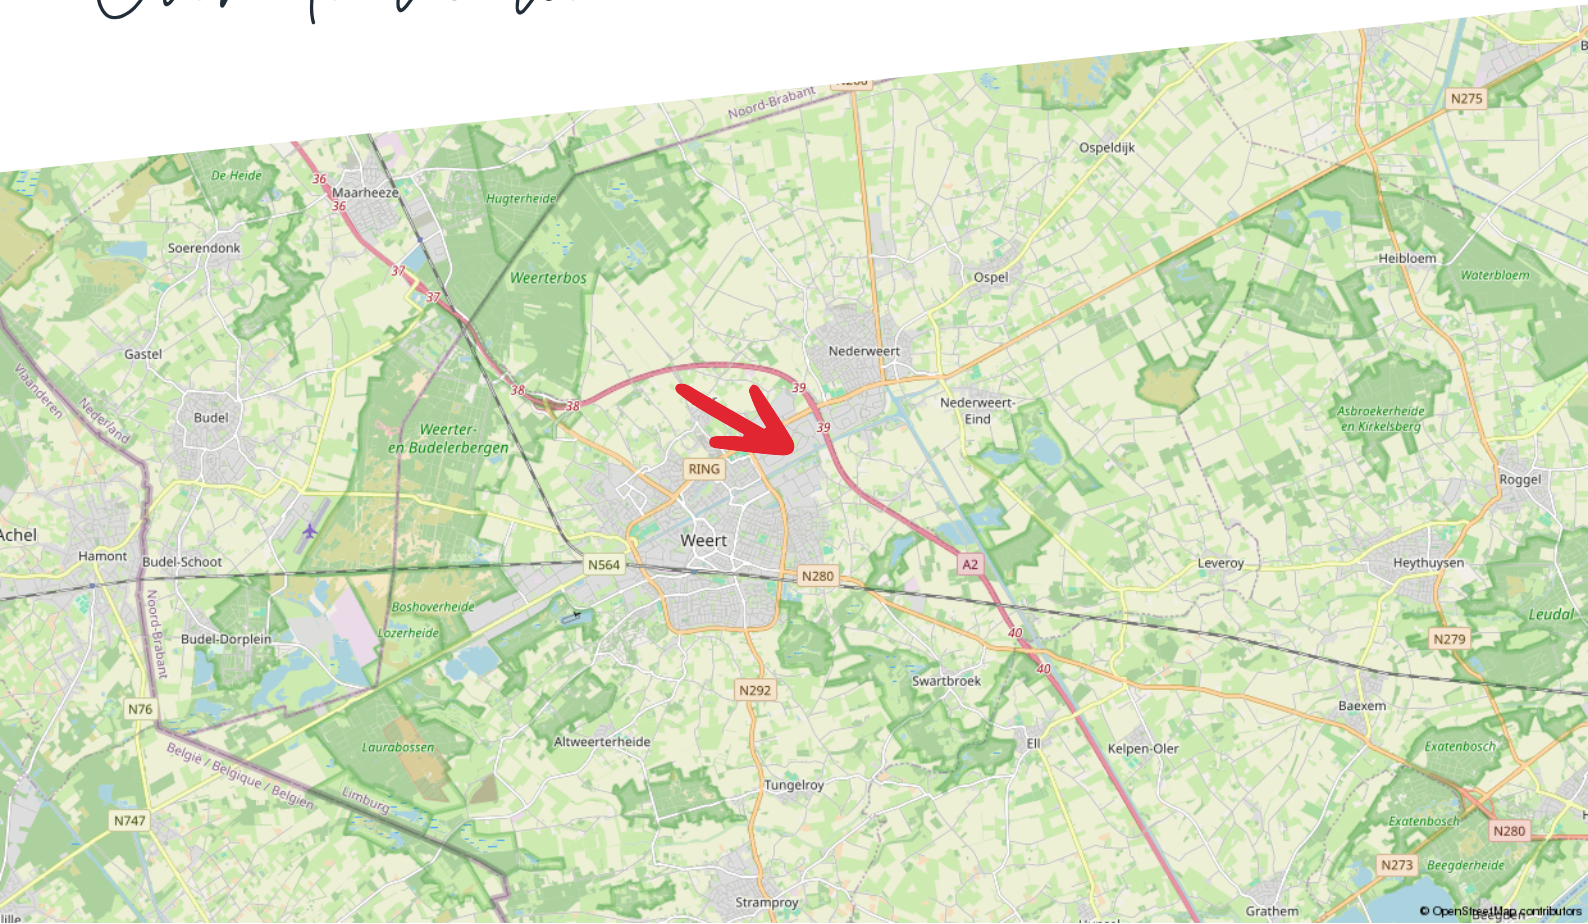 N275
Noord-Brabant
Ospeldijk
De Heide
36
Maarheeze
36
Hugterheide
Soerendonk
Heibloem
37
Weerterbos
Ospel
Waterbloem
37
Gastel
Nederweert
Vlaanderen
Nederland
38
39
38
Nederweert-
Eind
Budel
Asbroekerheide
en Kirkelsberg
39
Weerter-
en Budelerbergen
RING
Roggel
Achel
Weert
Hamont
Budel-Schoot
N564
A2
Leveroy
Heythuysen
N280
Noord-Brabant
Boshoverheide
Leudal
Lozerheide
40
Budel-Dorplein
N279
40
Swartbroek
N292
N76
Baexem
Altweerterheide
Ell
Kelpen-Oler
Exatenbosch
Laurabossen
België / Belgique / Belgien
Tungelroy
Limburg
N747
Exatenbosch
N280
N273
Beegderheide
Stramproy
Grathem
© OpenStreetMap contributors